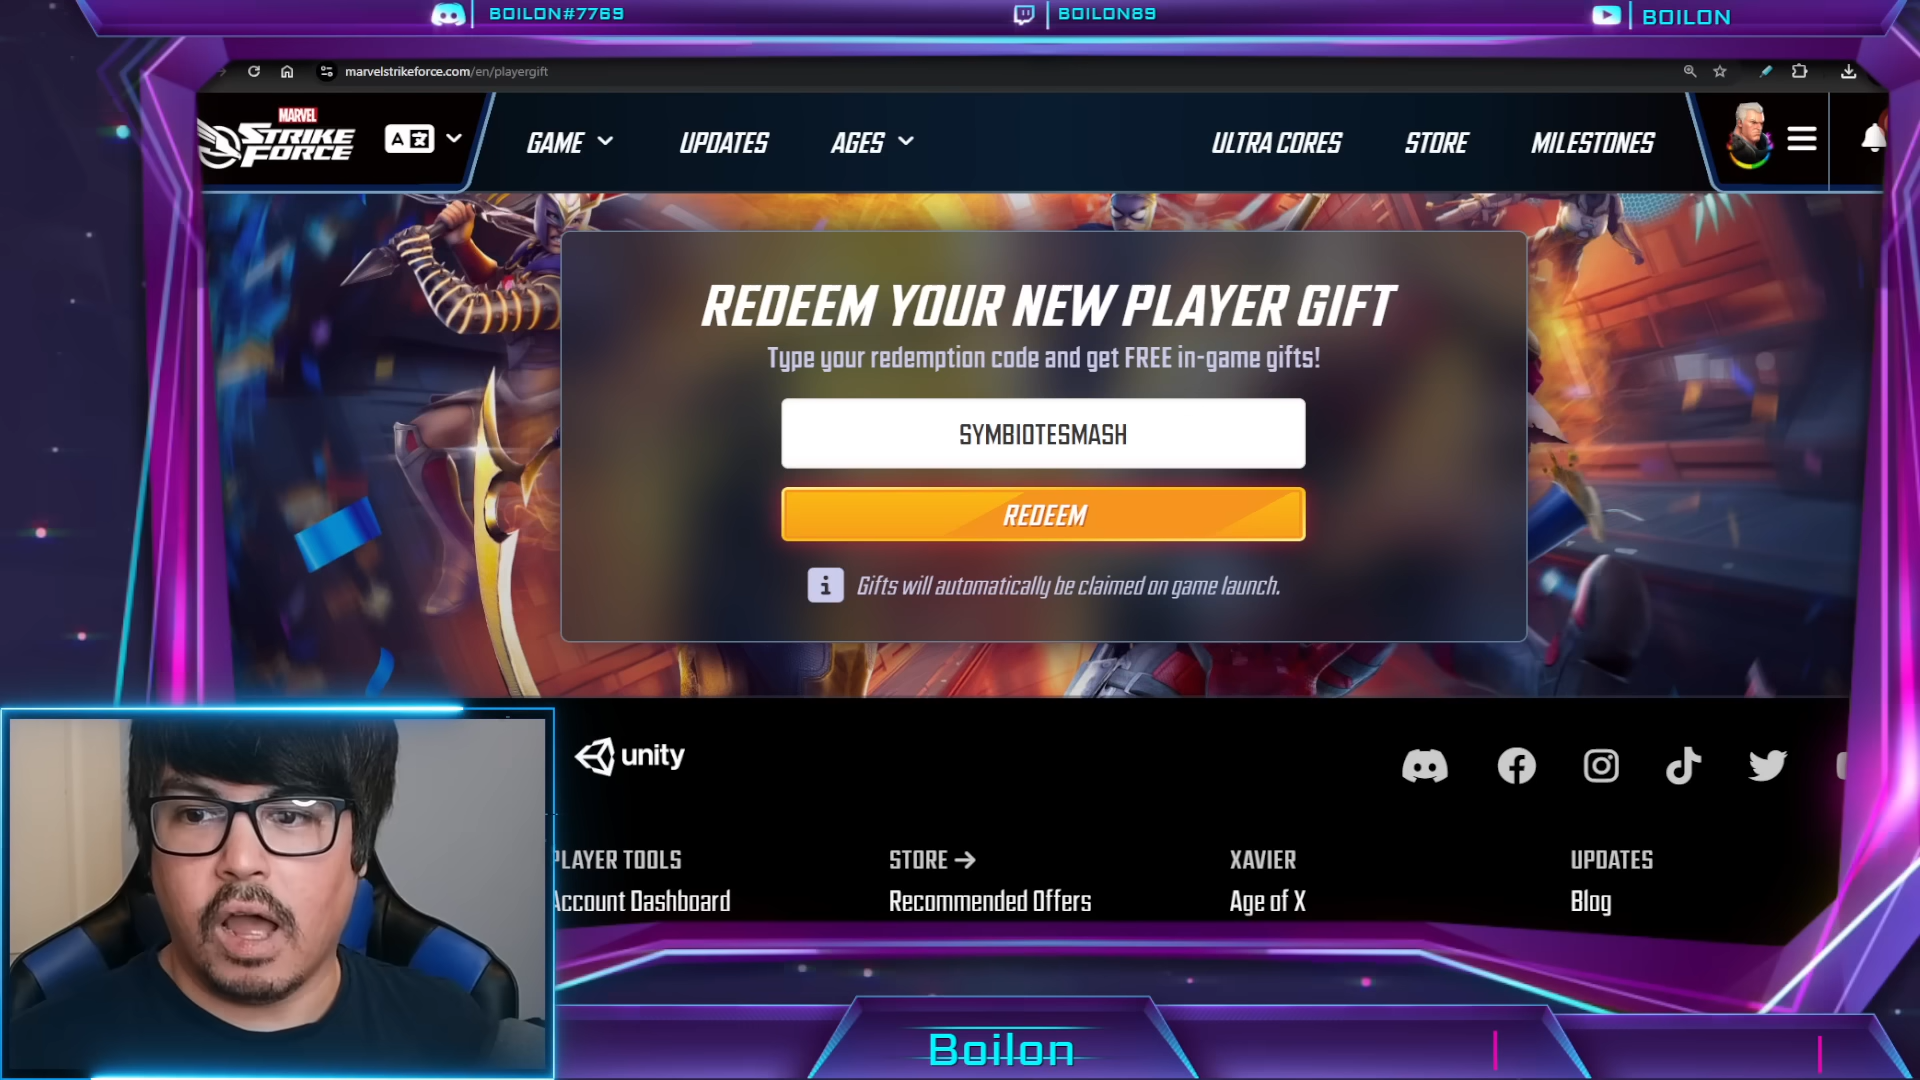 BOILON#7769
BOILON89
BOILON
marvelstrikeforce.com/en/playergift
MARVEL
STRIKE
FORCE
A文
GAME
UPDATES
AGES
ULTRA CORES
STORE
MILESTONES
REDEEM YOUR NEW PLAYER GIFT
Type your redemption code and get FREE in-game gifts!
SYMBIOTESMASH
REDEEM
i Gifts will automatically be claimed on game launch.
unity
PLAYER TOOLS
STORE →
XAVIER
UPDATES
Account Dashboard
Recommended Offers
Age of X
Blog
Boilon